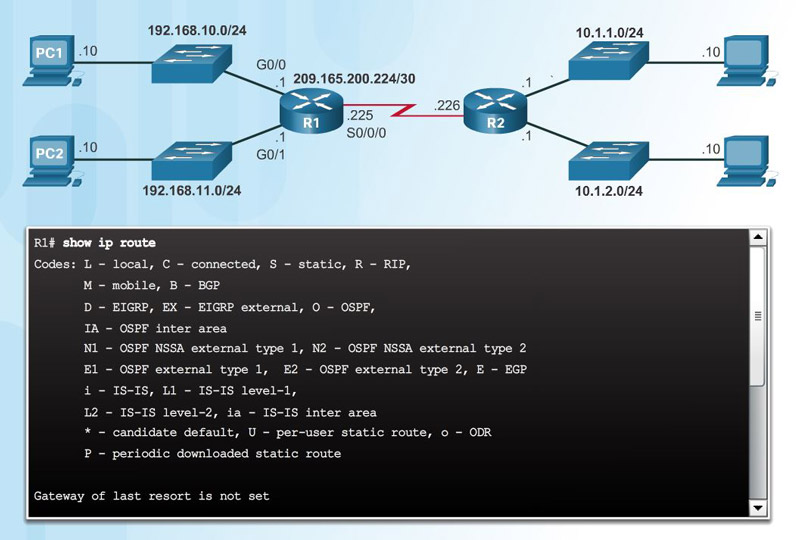 192.168.10.0/24
10.1.1.0/24
PC1
.10
G0/0
.1
209.165.200.224/30
.1
.10
R1
.225
S0/0/0
.226
R2
PC2
.10
.1
G0/1
.1
.10
192.168.11.0/24
10.1.2.0/24
R1# show ip route
Codes: L - local, C - connected, S - static, R - RIP,
M - mobile, B - BGP
D - EIGRP, EX - EIGRP external, O - OSPF,
IA - OSPF inter area
N1 - OSPF NSSA external type 1, N2 - OSPF NSSA external type 2
E1 - OSPF external type 1, E2 - OSPF external type 2, E - EGP
i - IS-IS, L1 - IS-IS level-1,
L2 - IS-IS level-2, ia - IS-IS inter area
* - candidate default, U - per-user static route, o - ODR
P - periodic downloaded static route
Gateway of last resort is not set